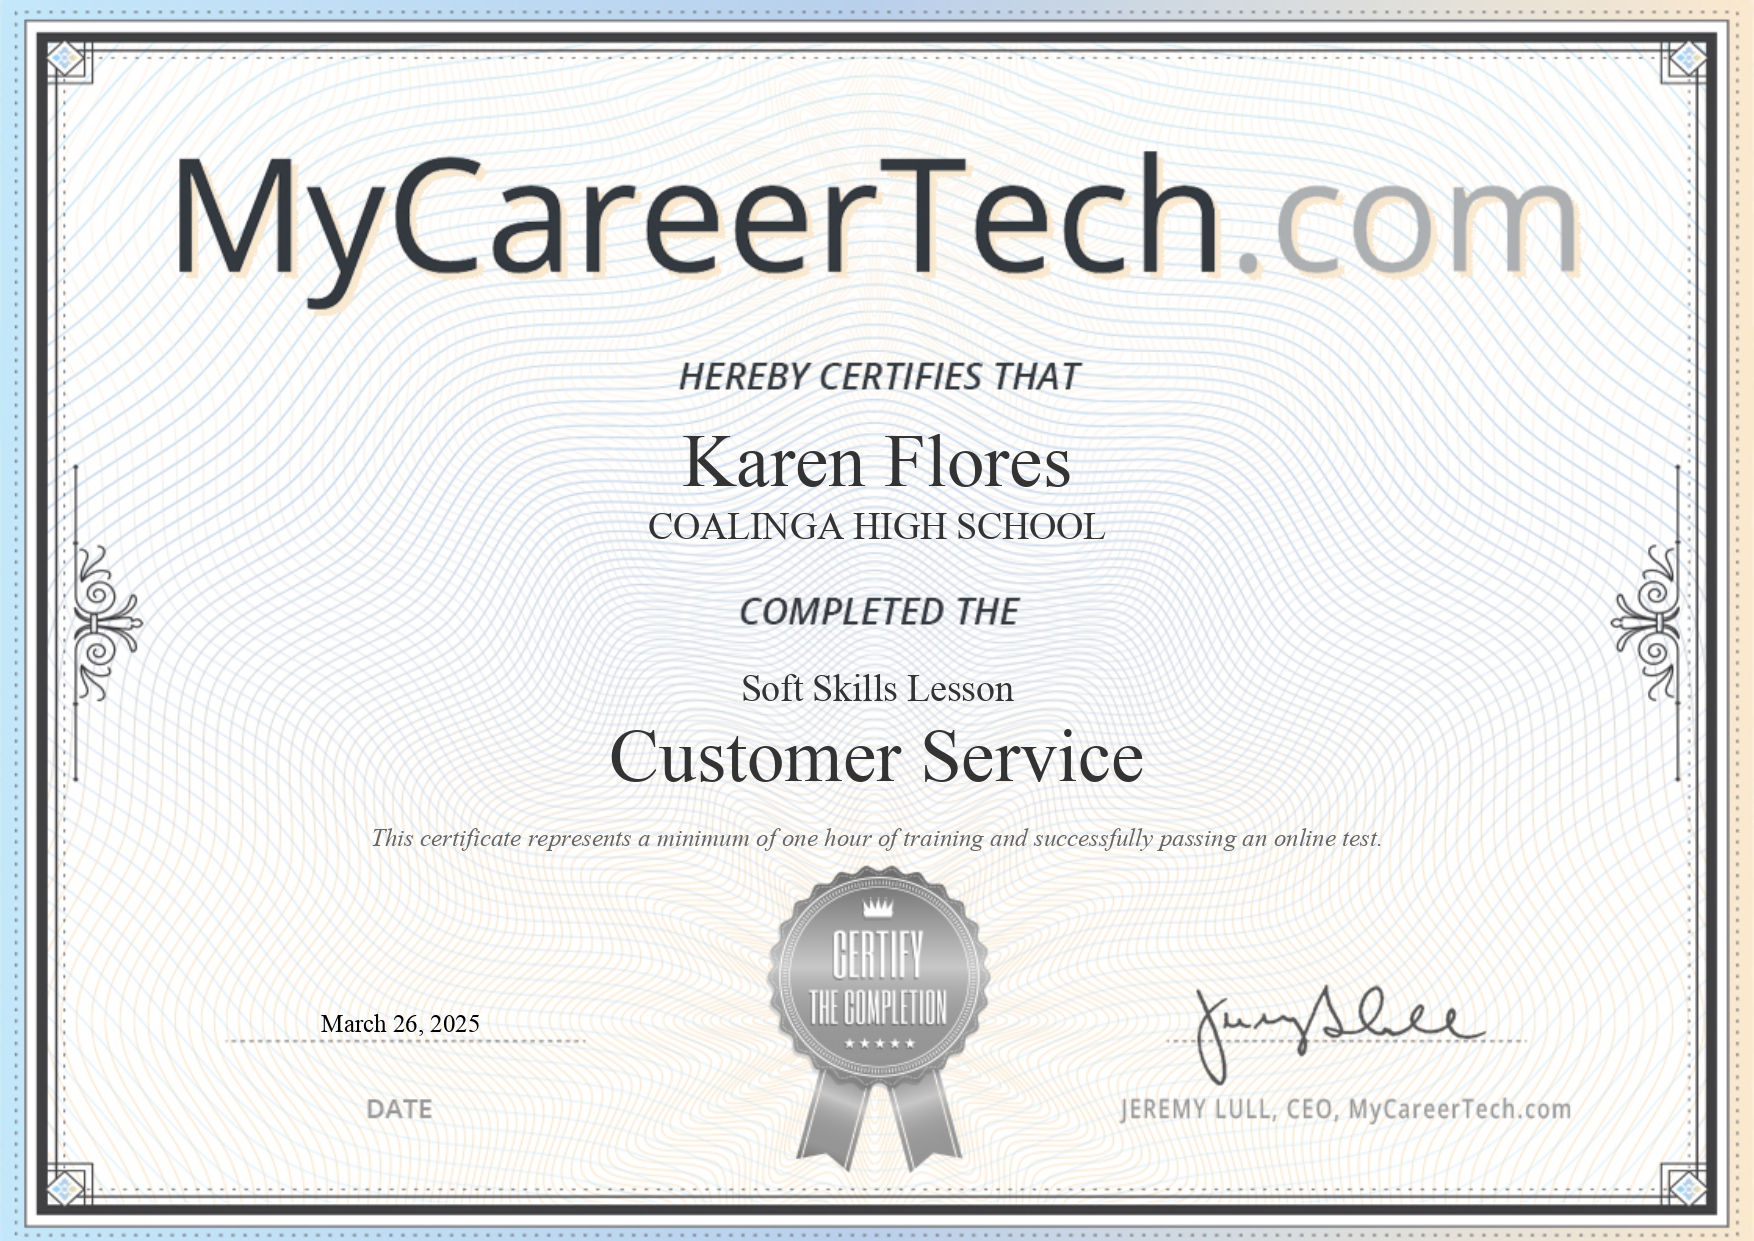 MyCareerTech.com
HEREBY CERTIFIES THAT
Karen Flores
COALINGA HIGH SCHOOL
COMPLETED THE
Soft Skills Lesson
Customer Service
This certificate represents a minimum of one hour of training and successfully passing an online test.
CERTIFY
THE COMPLETION
March 26, 2025
DATE
JEREMY LULL, CEO, MyCareerTech.com